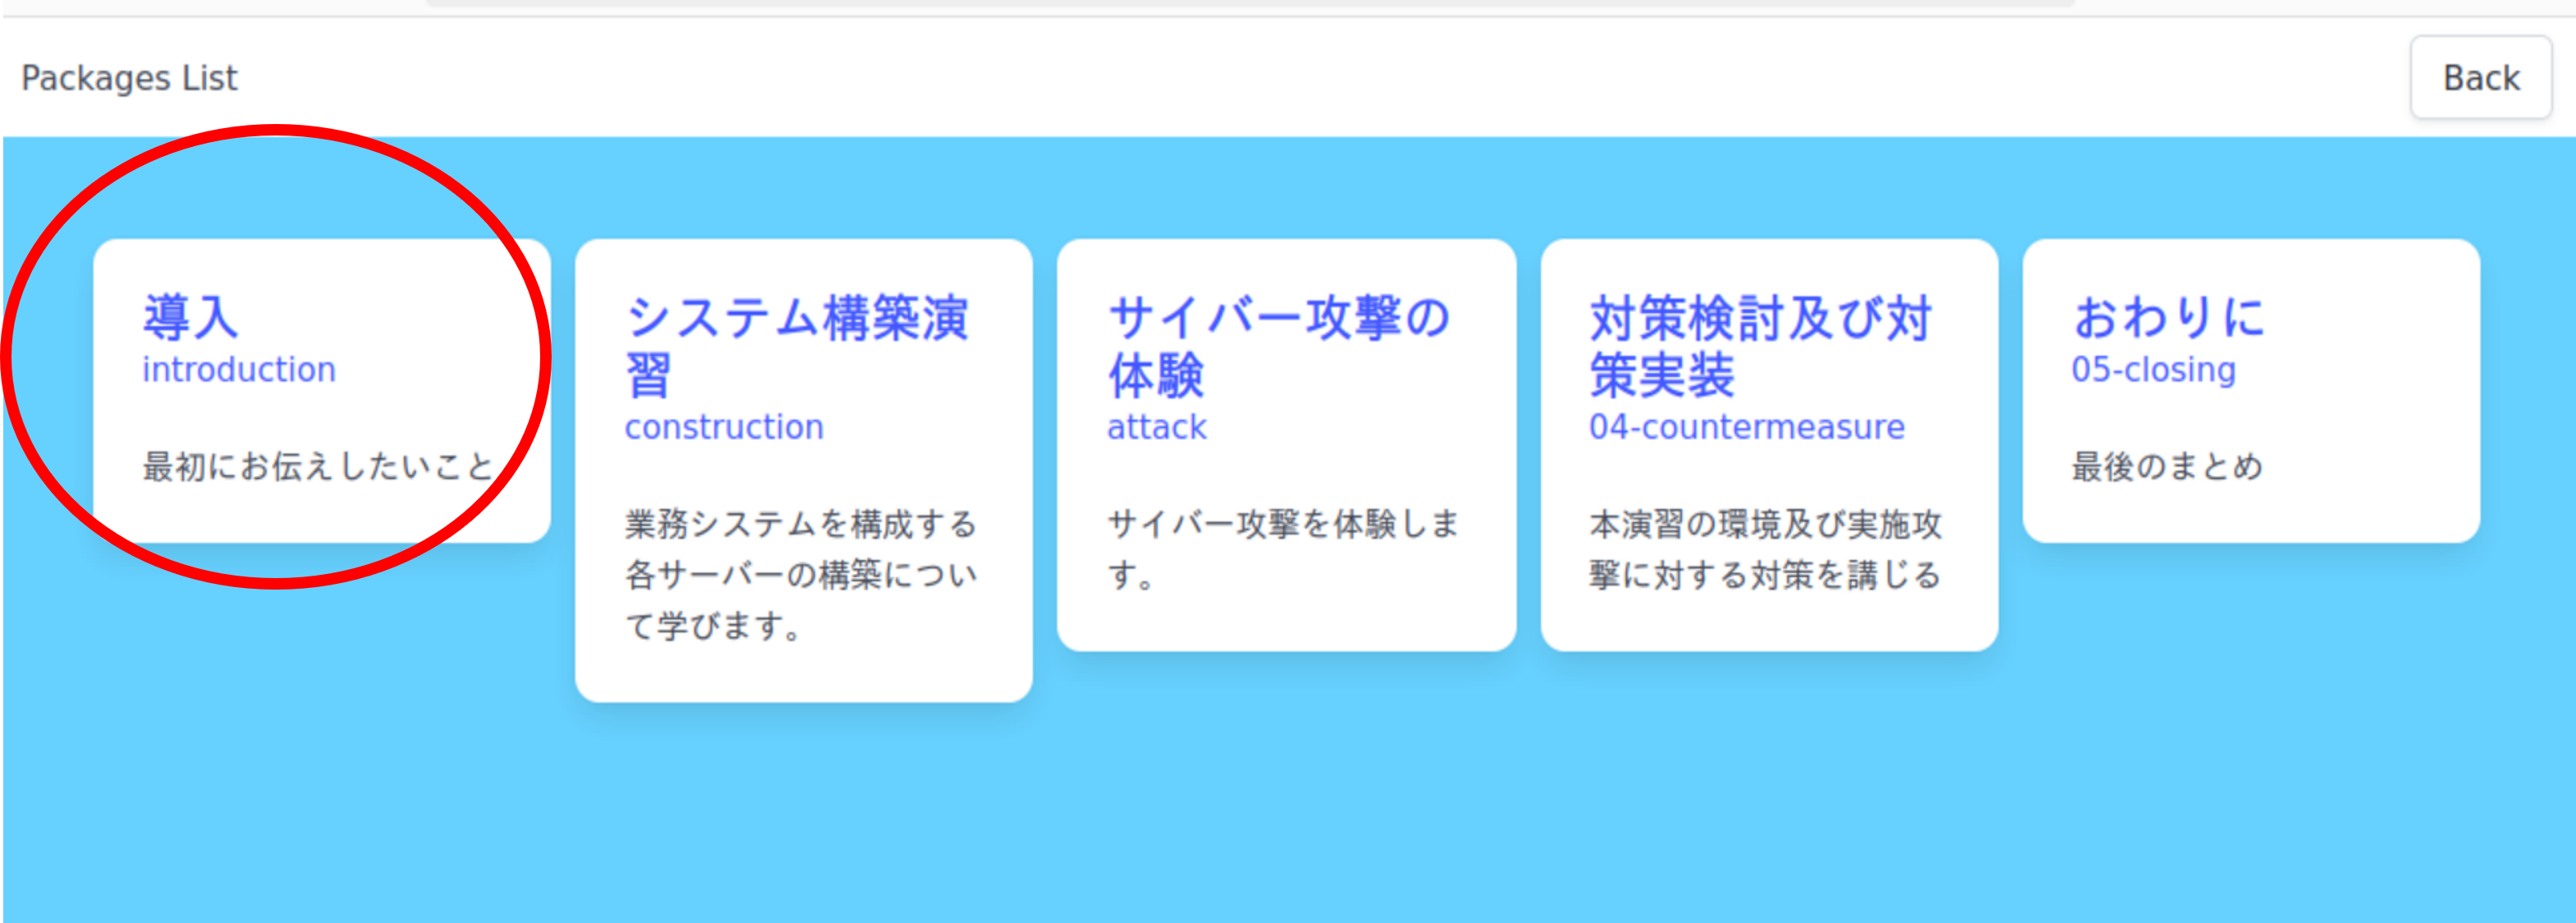 Packages List
Back
導入
introduction
最初にお伝えしたいこと
システム構築演
習
construction
業務システムを構成する
各サーバーの構築につい
て学びます。
サイバー攻撃の
体験
attack
サイバー攻撃を体験しま
す。
対策検討及び対
策実装
04-countermeasure
本演習の環境及び実施攻
撃に対する対策を講じる
おわりに
05-closing
最後のまとめ